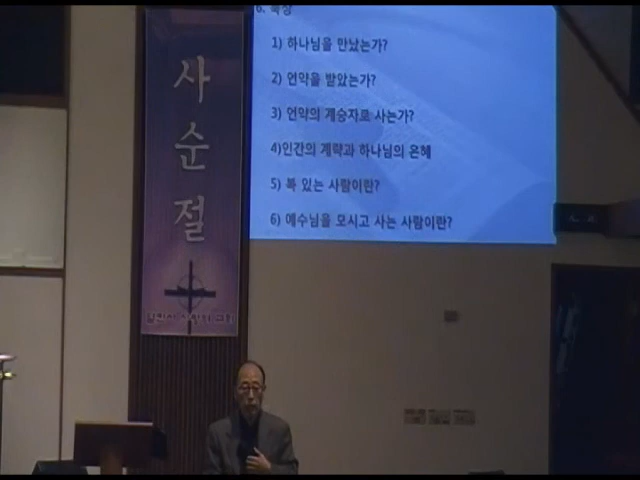 6. 묵상
1) 하나님을 만났는가?
2) 언약을 받았는가?
3) 언약의 계승자로 사는가?
4)인간의 계략과 하나님의 은혜
5) 복 있는 사람이란?
6) 예수님을 모시고 사는 사람이란?
사순절